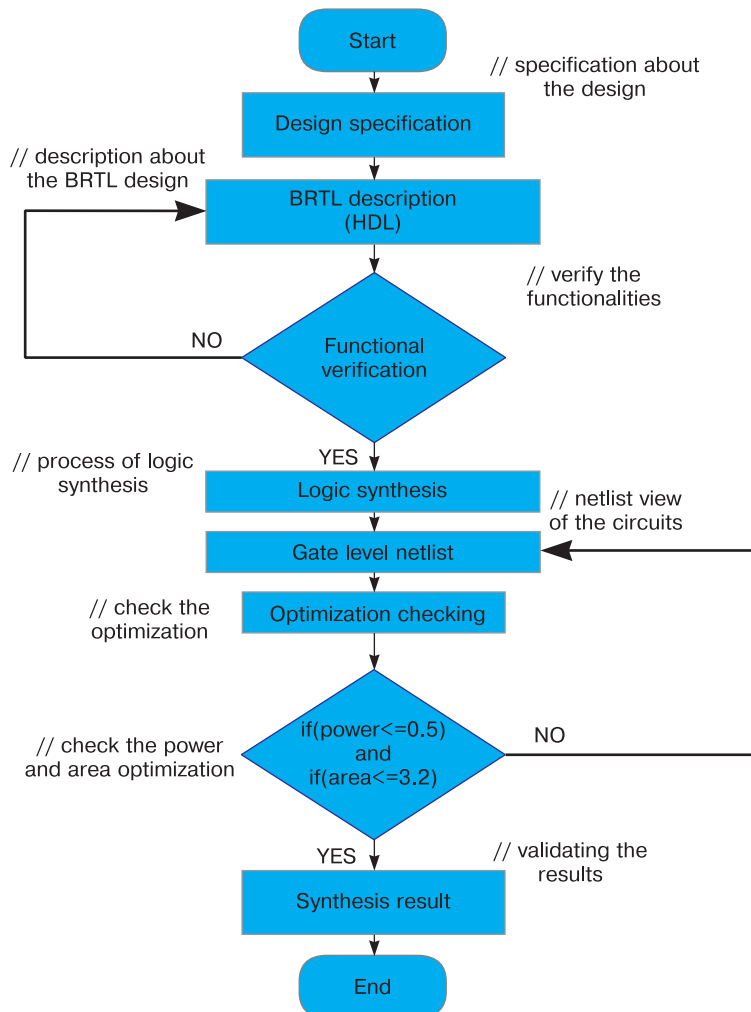 Start
// specification about
the design
Design specification
// description about
the BRTL design
BRTL description
(HDL)
// verify the
functionalities
NO
Functional
verification
YES
// process of logic
synthesis
Logic synthesis
// netlist view
of the circuits
Gate level netlist
// check the
optimization
Optimization checking
if(power<=0.5)
and
if(area<=3.2)
NO
// check the power
and area optimization
YES
// validating the
results
Synthesis result
End